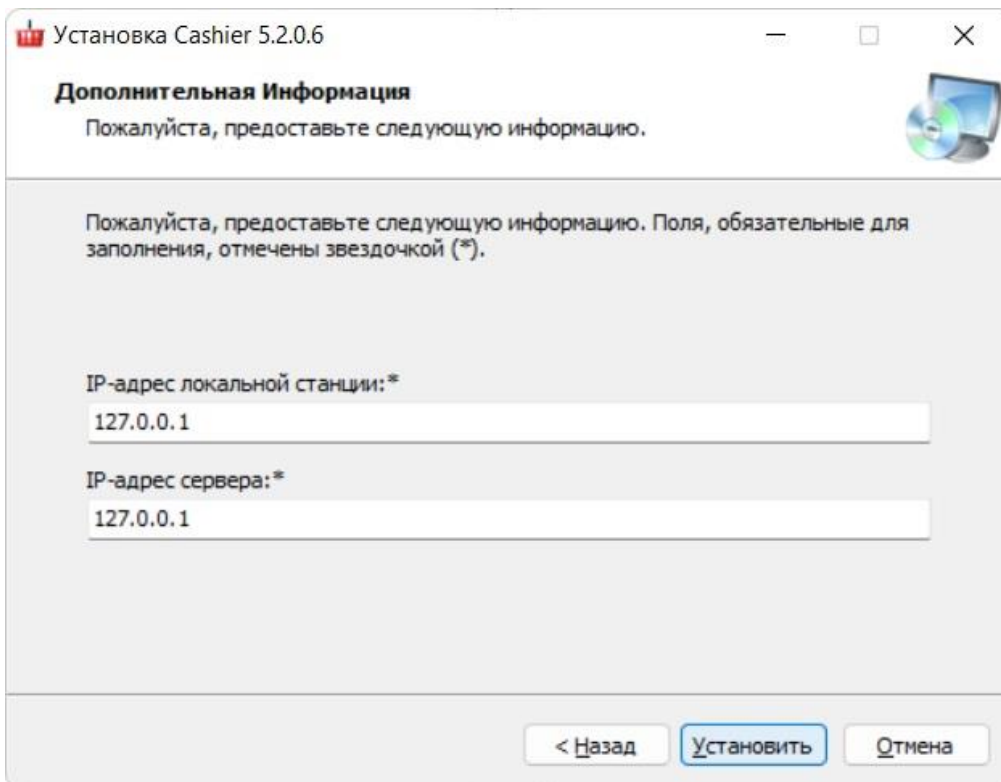 Установка Cashier 5.2.0.6
Дополнительная Информация
Пожалуйста, предоставьте следующую информацию.
Пожалуйста, предоставьте следующую информацию. Поля, обязательные для
заполнения, отмечены звездочкой (*).
IP-адрес локальной станции:*
127.0.0.1
IP-адрес сервера:*
127.0.0.1
< Назад Установить Отмена